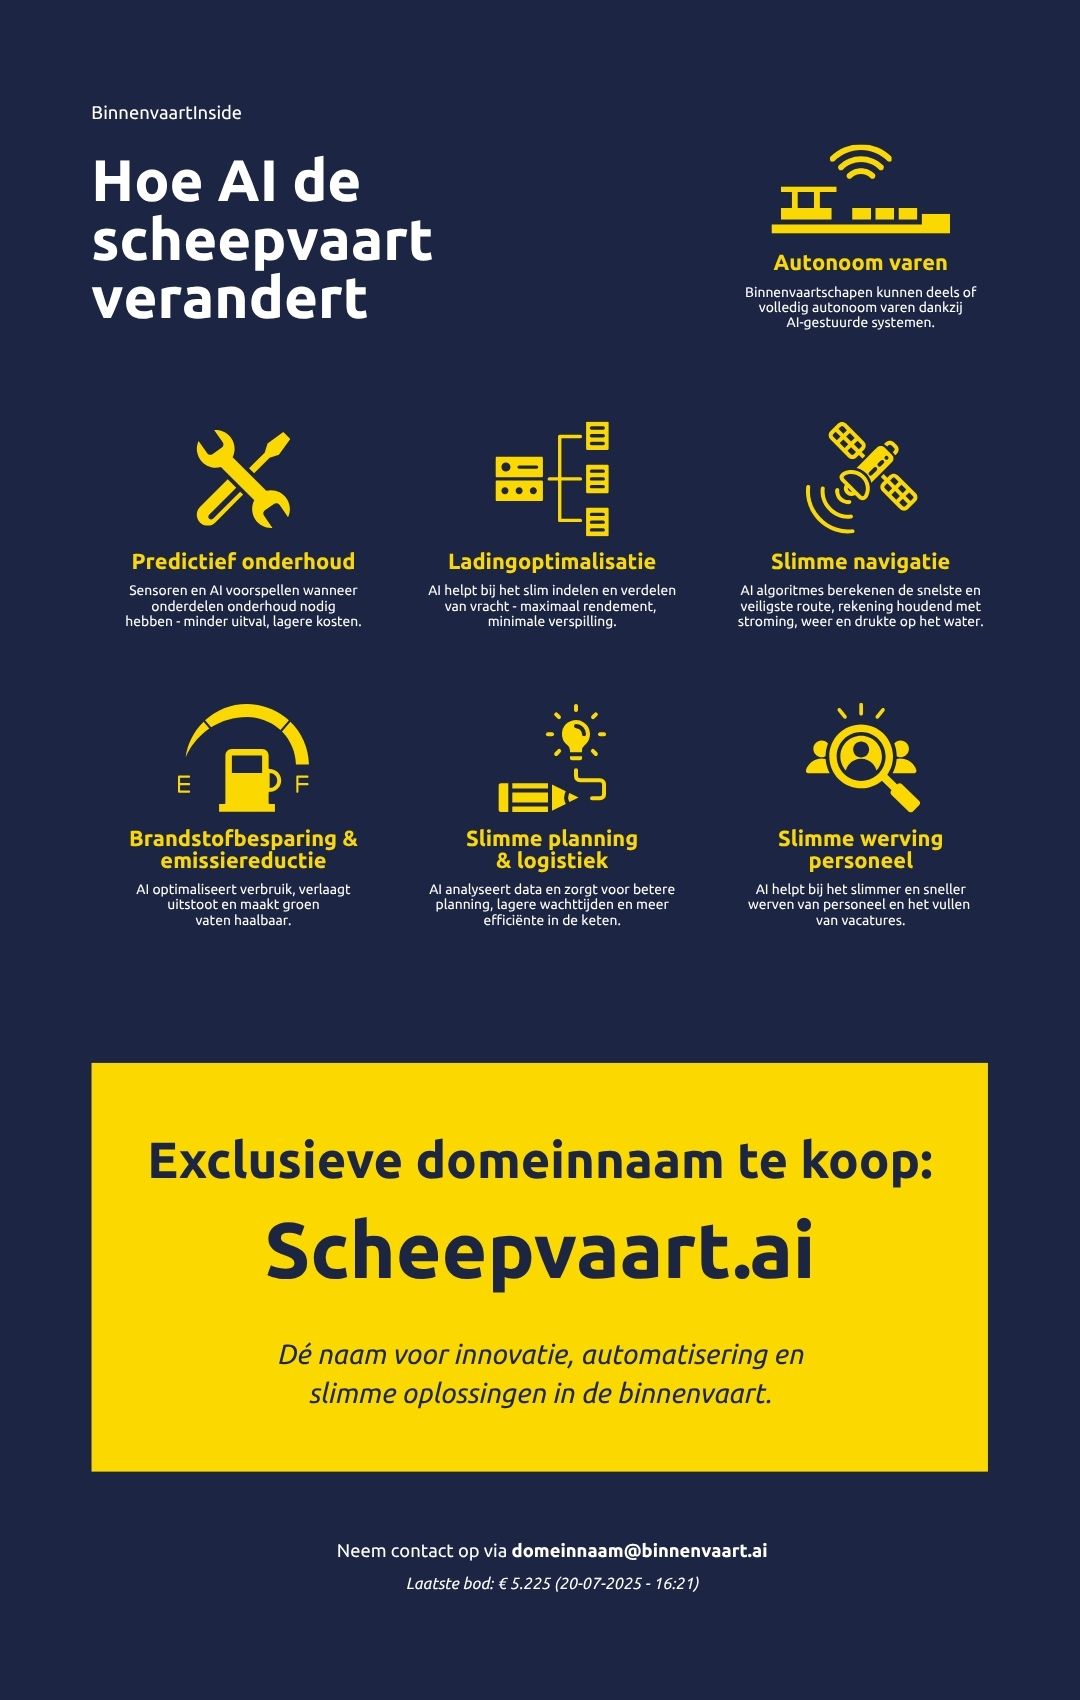 BinnenvaartInside
Hoe AI de
scheepvaart
verandert
Autonoom varen
Binnenvaartschapen kunnen deels of
volledig autonoom varen dankzij
AI-gestuurde systemen.
Predictief onderhoud
Sensoren en AI voorspellen wanneer
onderdelen onderhoud nodig
hebben - minder uitval, lagere kosten.
Ladingoptimalisatie
AI helpt bij het slim indelen en verdelen
van vracht - maximaal rendement,
minimale verspilling.
Slimme navigatie
AI algoritmes berekenen de snelste en
veiligste route, rekening houdend met
stroming, weer en drukte op het water.
E
F
Brandstofbesparing &
emissiereductie
AI optimaliseert verbruik, verlaagt
uitstoot en maakt groen
vaten haalbaar.
Slimme planning
& logistiek
AI analyseert data en zorgt voor betere
planning, lagere wachttijden en meer
efficiënte in de keten.
Slimme werving
personeel
AI helpt bij het slimmer en sneller
werven van personeel en het vullen
van vacatures.
Exclusieve domeinnaam te koop:
Scheepvaart.ai
Dé naam voor innovatie, automatisering en
slimme oplossingen in de binnenvaart.
Neem contact op via domeinnaam@binnenvaart.ai
Laatste bod: € 5.225 (20-07-2025 - 16:21)